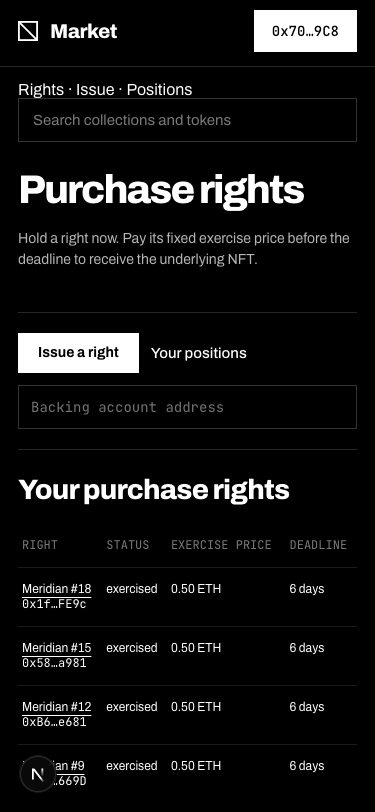 Market
0x70…9C8
Rights · Issue · Positions
Search collections and tokens
Purchase rights
Hold a right now. Pay its fixed exercise price before the
deadline to receive the underlying NFT.
Issue a right
Your positions
Backing account address
Your purchase rights
RIGHT STATUS EXERCISE PRICE DEADLINE
Meridian #18 exercised 0.50 ETH 6 days
0x1f…FE9c
Meridian #15 exercised 0.50 ETH 6 days
0x58…a981
Meridian #12 exercised 0.50 ETH 6 days
0xB6…e681
#9 exercised 0.50 ETH 6 days
N